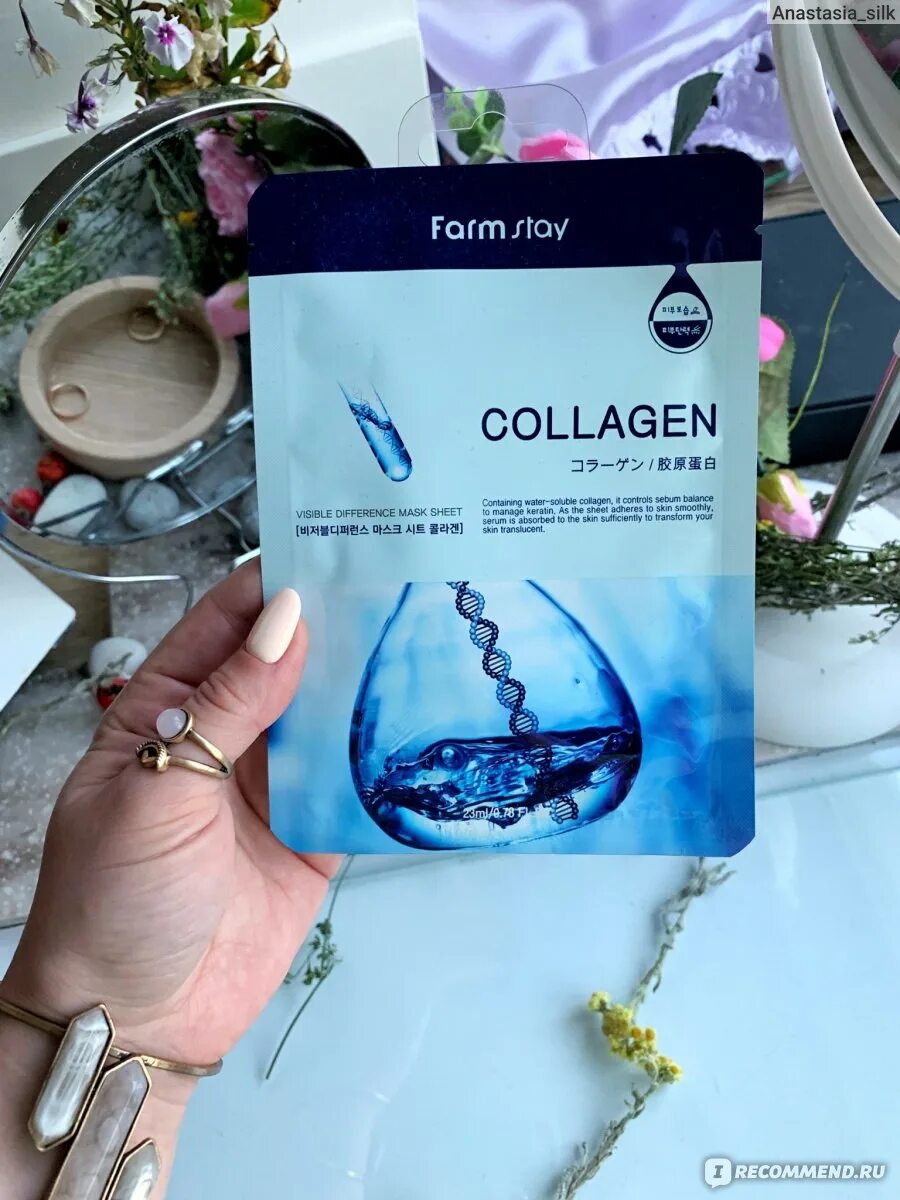 Anastasia_silk
Farm stay
피부보습
피부탄력
COLLAGEN
コラーゲン / 胶原蛋白
VISIBLE DIFFERENCE MASK SHEET
[비저블디퍼런스 마스크 시트 콜라겐]
Containing water-soluble collagen, it controls sebum balance
to manage keratin. As the sheet adheres to skin smoothly,
serum is absorbed to the skin sufficiently to transform your
skin translucent.
23ml/0.78 Fl.
IRECOMMEND.RU